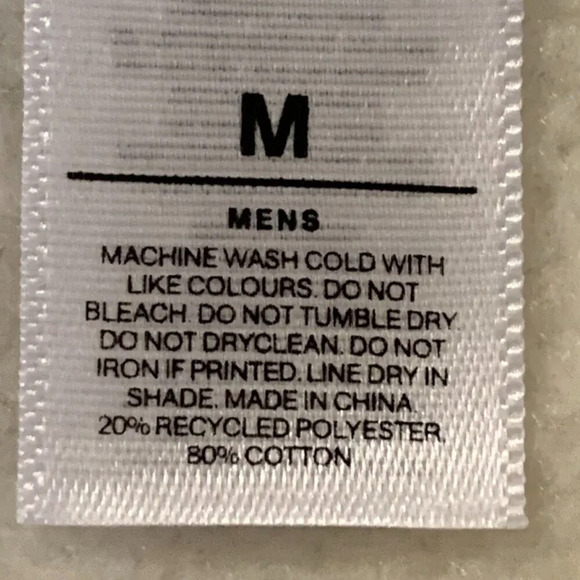 M
MENS
MACHINE WASH COLD WITH
LIKE COLOURS. DO NOT
BLEACH. DO NOT TUMBLE DRY.
DO NOT DRYCLEAN. DO NOT
IRON IF PRINTED. LINE DRY IN
SHADE. MADE IN CHINA.
20% RECYCLED POLYESTER,
80% COTTON